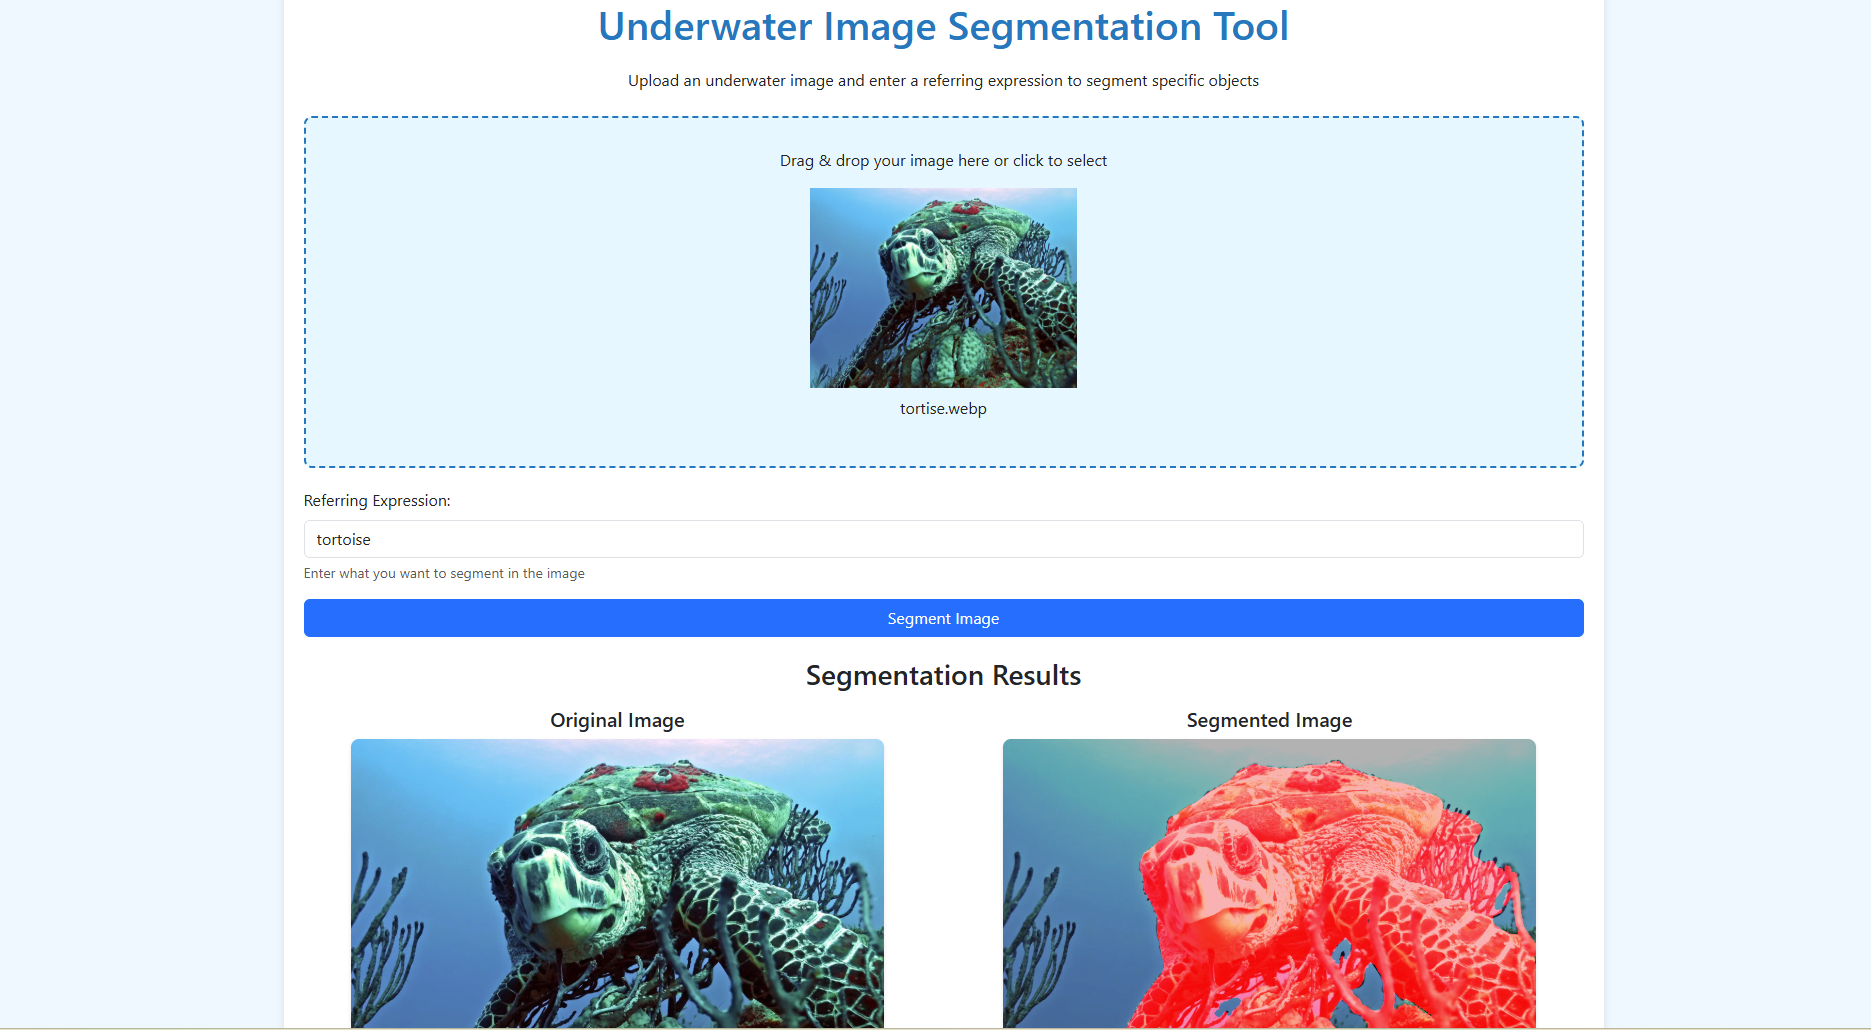 Underwater Image Segmentation Tool
Upload an underwater image and enter a referring expression to segment specific objects
Drag & drop your image here or click to select
tortise.webp
Referring Expression:
tortoise
Enter what you want to segment in the image
Segment Image
Segmentation Results
Original Image
Segmented Image